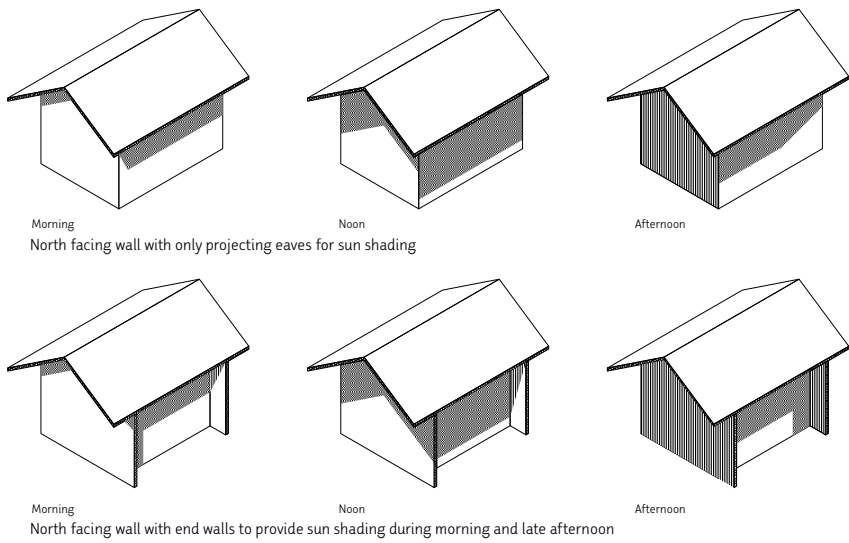 Morning
Noon
Afternoon
North facing wall with only projecting eaves for sun shading
Morning
Noon
Afternoon
North facing wall with end walls to provide sun shading during morning and late afternoon